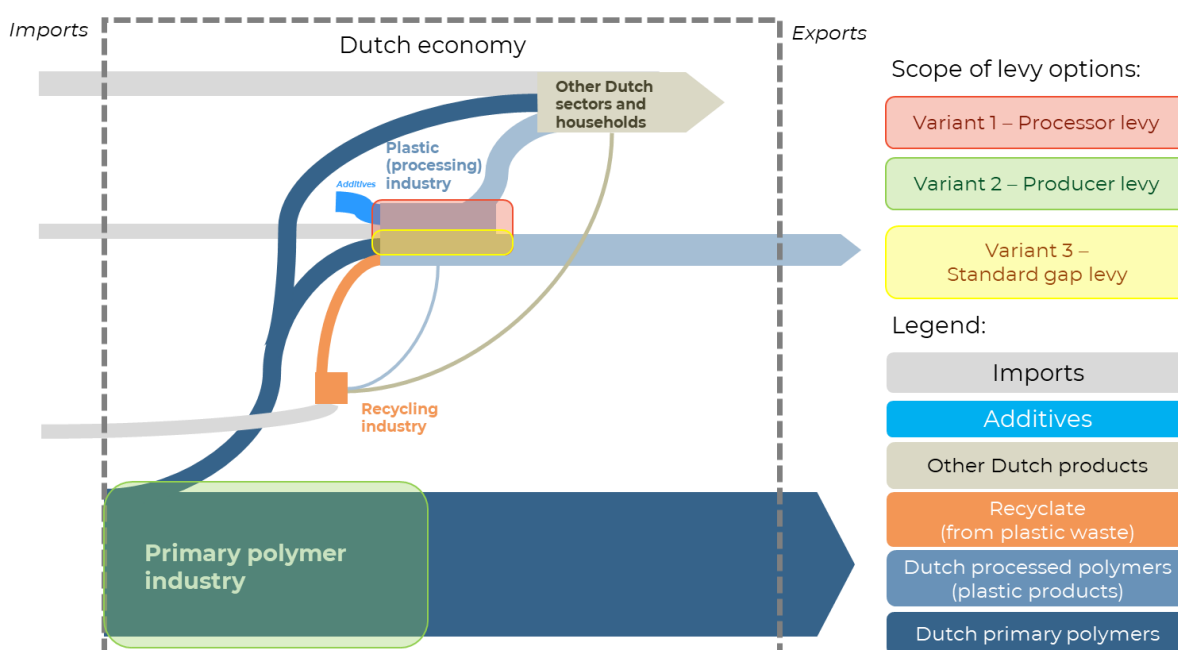 Imports
Dutch economy
Exports
Other Dutch
sectors and
households
Plastic
(processing)
industry
Additives
Recycling
industry
Primary polymer
industry
Scope of levy options:
Variant 1 – Processor levy
Variant 2 – Producer levy
Variant 3 –
Standard gap levy
Legend:
Imports
Additives
Other Dutch products
Recyclate
(from plastic waste)
Dutch processed polymers
(plastic products)
Dutch primary polymers